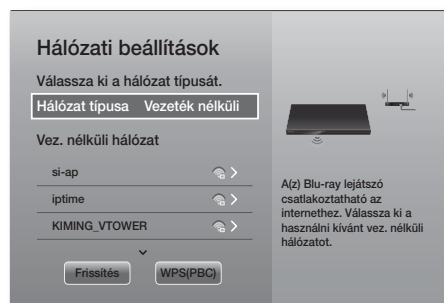 Hálózati beállítások
Válassza ki a hálózat típusát.
Hálózat típusa Vezeték nélküli
Vez. nélküli hálózat
si-ap
iptime
KIMING_VTOWER
Frissítés WPS(PBC)
A(z) Blu-ray lejátszó
csatlakoztatható az
internethez. Válassza ki a
használni kívánt vez. nélküli
hálózatot.